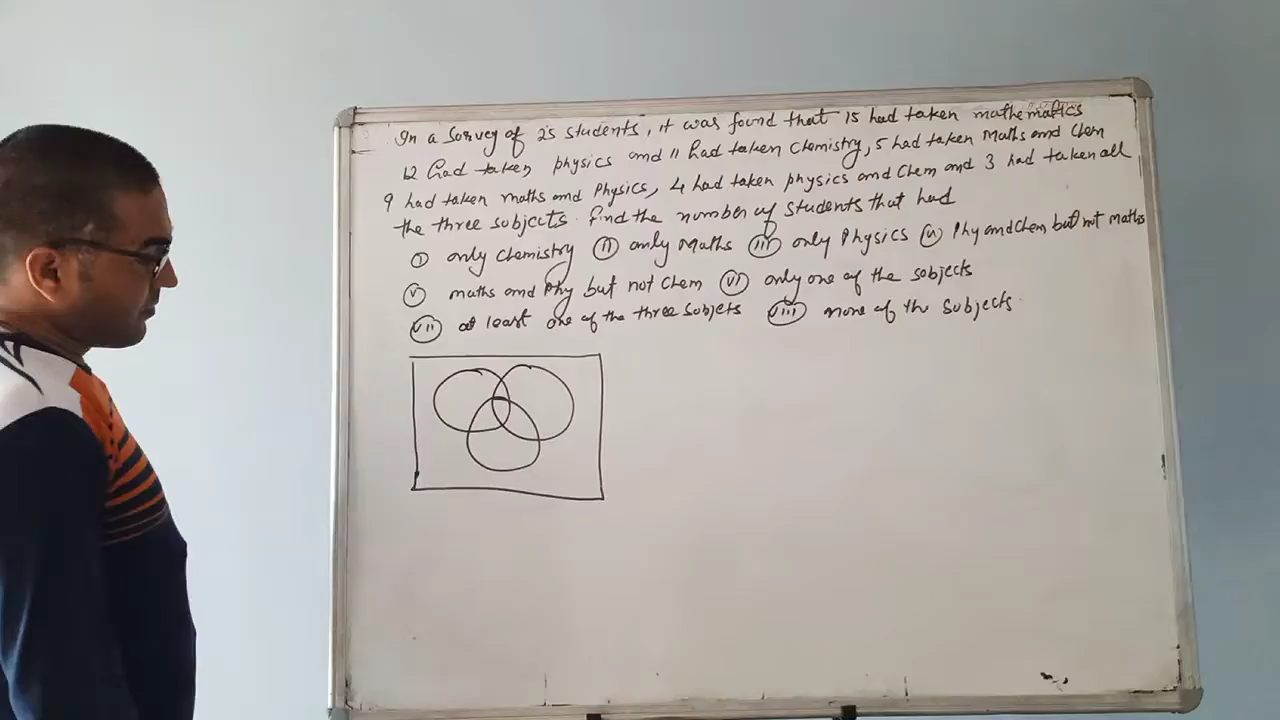 In a Sorvey of 25 students, it was found that 15 had taken mathematics
12 had taken physics and 11 had taken chemistry, 5 had taken Maths and Chem
9 had taken maths and Physics, 4 had taken physics and Chem and 3 had taken all
the three subjects. find the number of students that had
(i) only chemistry (ii) only Maths (iii) only Physics (iv) Phy and Chem but not maths
(v) maths and Phy but not Chem (vi) only one of the sobjects
(vii) at least one of the three Subjets (viii) none of the Subjects.